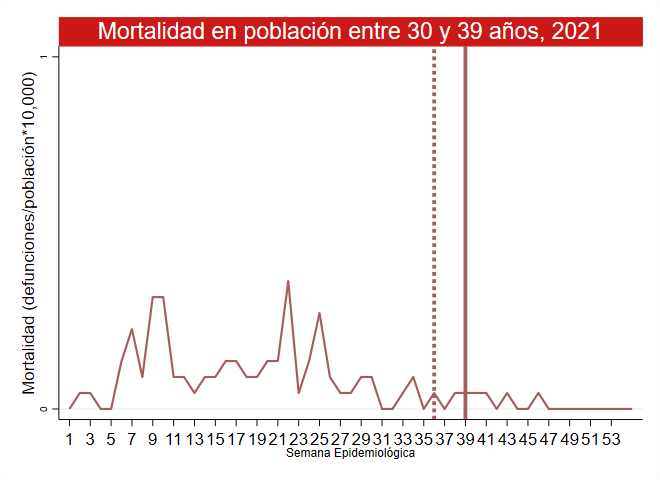 Mortalidad en población entre 30 y 39 años, 2021
Mortalidad (defunciones/población*10,000)
1
0
1 3 5 7 9 11 13 15 17 19 21 23 25 27 29 31 33 35 37 39 41 43 45 47 49 51 53
Semana Epidemiológica